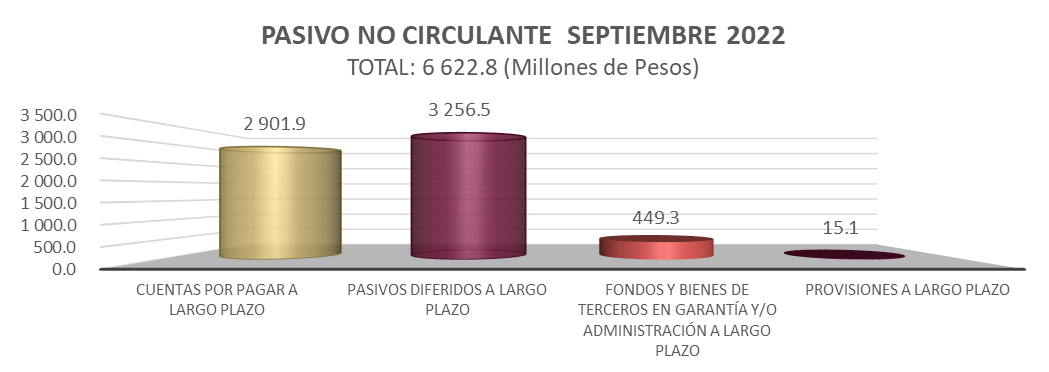 PASIVO NO CIRCULANTE SEPTIEMBRE 2022
TOTAL: 6 622.8 (Millones de Pesos)
3 500.0
3 000.0
2 500.0
2 000.0
1 500.0
1 000.0
500.0
0.0
2 901.9
3 256.5
449.3
15.1
CUENTAS POR PAGAR A
LARGO PLAZO
PASIVOS DIFERIDOS A LARGO
PLAZO
FONDOS Y BIENES DE
TERCEROS EN GARANTÍA Y/O
ADMINISTRACIÓN A LARGO
PLAZO
PROVISIONES A LARGO PLAZO